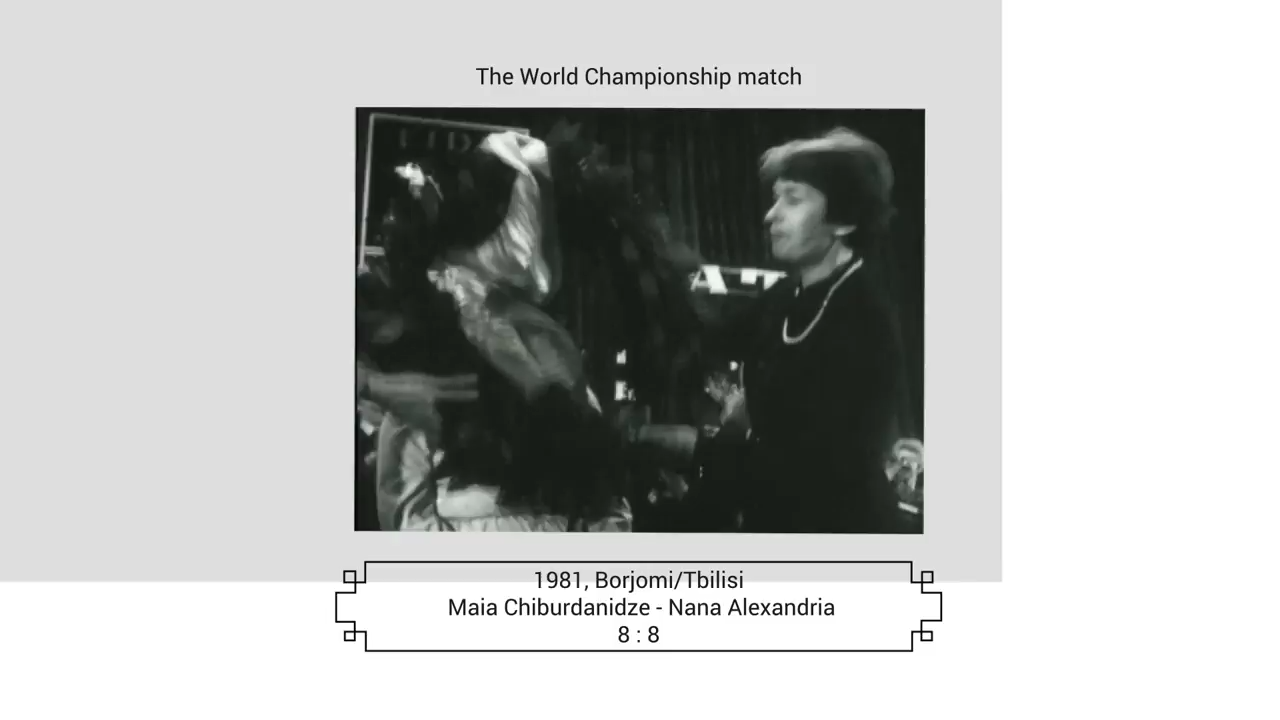 The World Championship match
1981, Borjomi/Tbilisi
Maia Chiburdanidze - Nana Alexandria
8 : 8